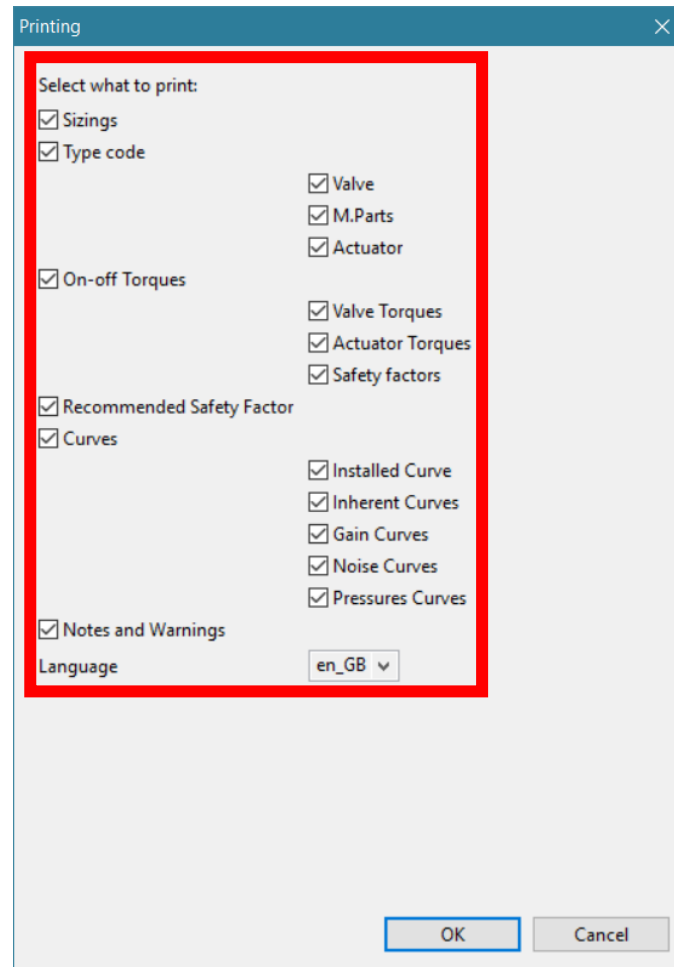 Printing
Select what to print:
Sizings
Type code
Valve
M.Parts
Actuator
On-off Torques
Valve Torques
Actuator Torques
Safety factors
Recommended Safety Factor
Curves
Installed Curve
Inherent Curves
Gain Curves
Noise Curves
Pressures Curves
Notes and Warnings
Language en_GB
OK Cancel